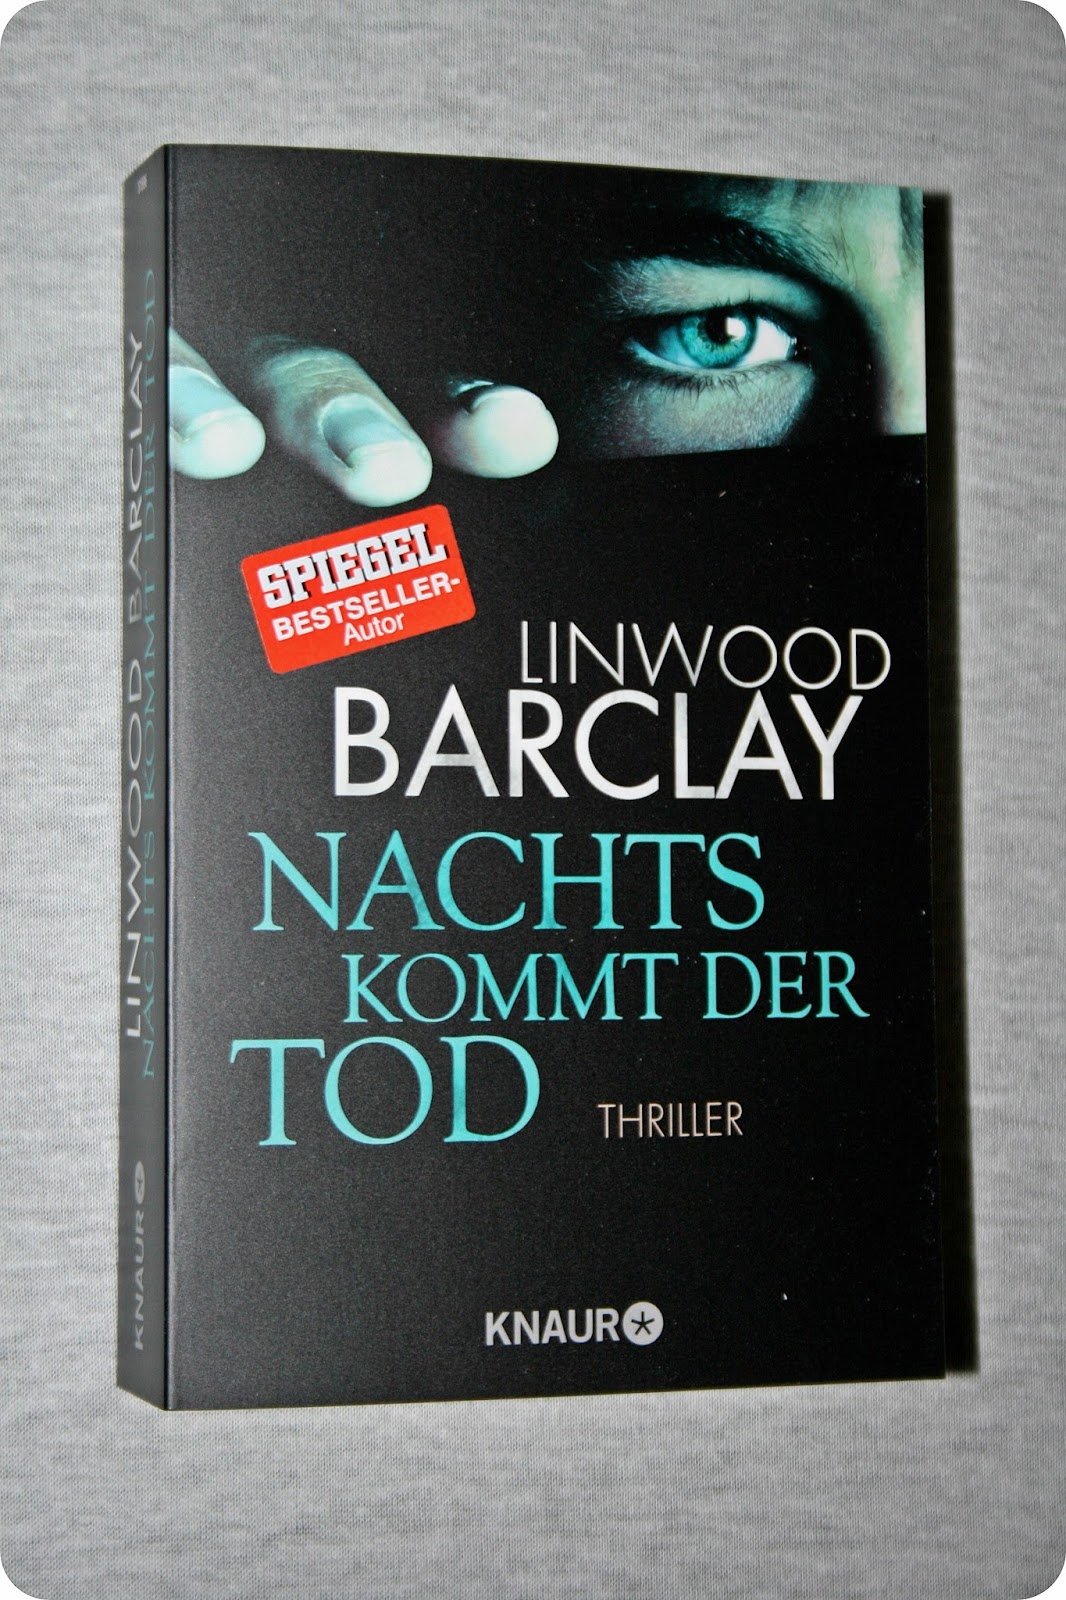 SPIEGEL
BESTSELLER-
Autor
LINWOOD
BARCLAY
NACHTS
KOMMT DER
TOD
THRILLER
KNAUR
LINWOOD BARCLAY
NACHTS KOMMT DER TOD
KNAUR